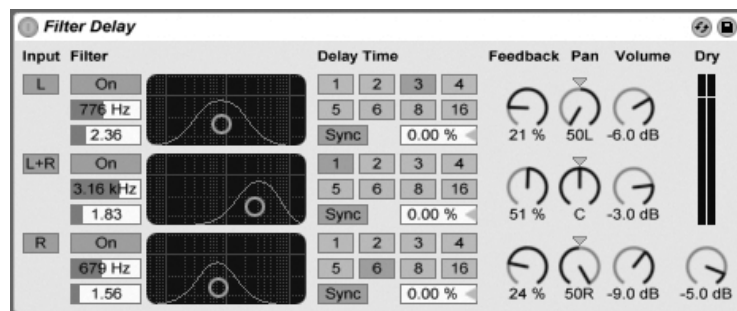 Filter Delay
Input Filter Delay Time Feedback Pan Volume Dry
L On 1 2 3 4
776 Hz 5 6 8 16
2.36 Sync 0.00 % 21 % 50L -6.0 dB
L+R On 1 2 3 4
3.16 kHz 5 6 8 16
1.83 Sync 0.00 % 51 % C -3.0 dB
R On 1 2 3 4
679 Hz 5 6 8 16
1.56 Sync 0.00 % 24 % 50R -9.0 dB -5.0 dB